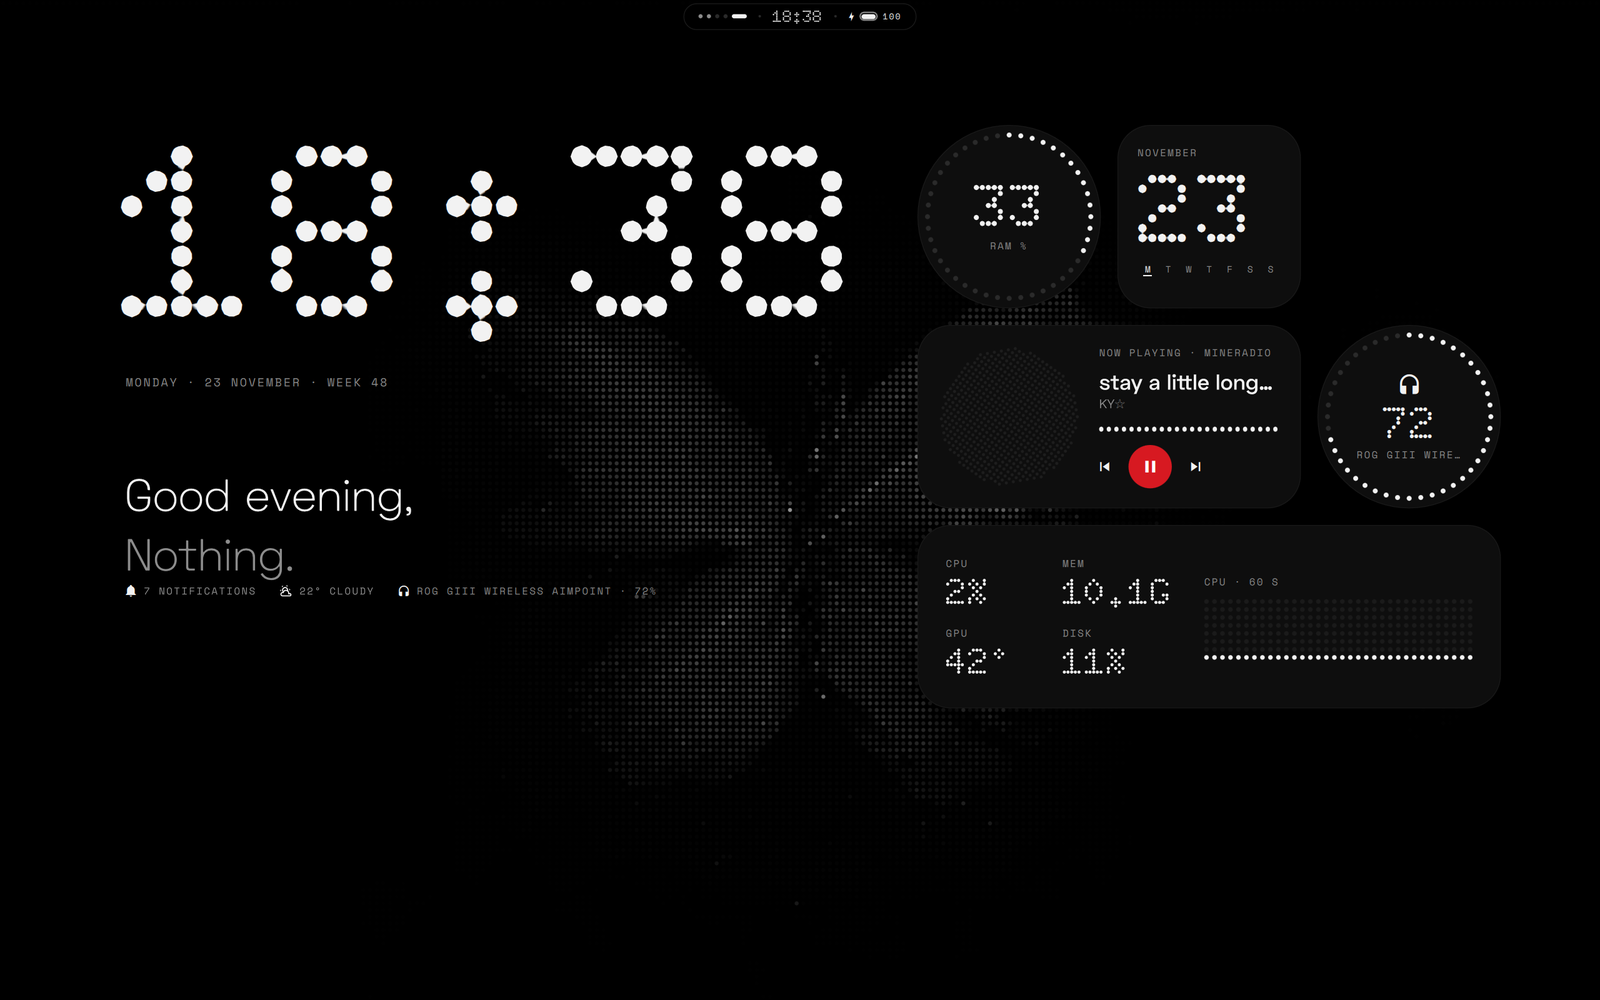 18:38
100
18:38
MONDAY · 23 NOVEMBER · WEEK 48
Good evening,
Nothing.
7 NOTIFICATIONS
22° CLOUDY
ROG GIII WIRELESS AIMPOINT · 72%
33
RAM %
NOVEMBER
23
M T W T F S S
NOW PLAYING · MINERADIO
stay a little long…
KY☆
72
ROG GIII WIRE…
CPU
2%
MEM
10.1G
GPU
42°
DISK
11%
CPU · 60 S